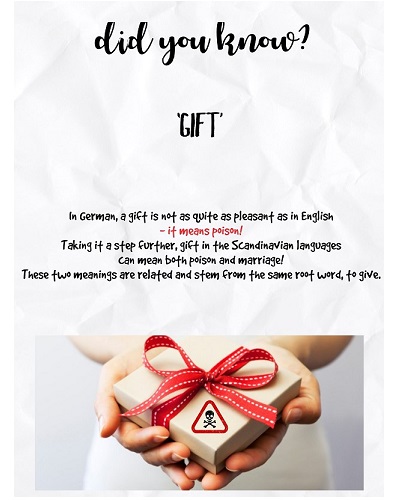 did you know?
'GIFT'
In German, a gift is not as quite as pleasant as in English
- it means poison!
Taking it a step further, gift in the Scandinavian languages
can mean both poison and marriage!
These two meanings are related and stem from the same root word, to give.